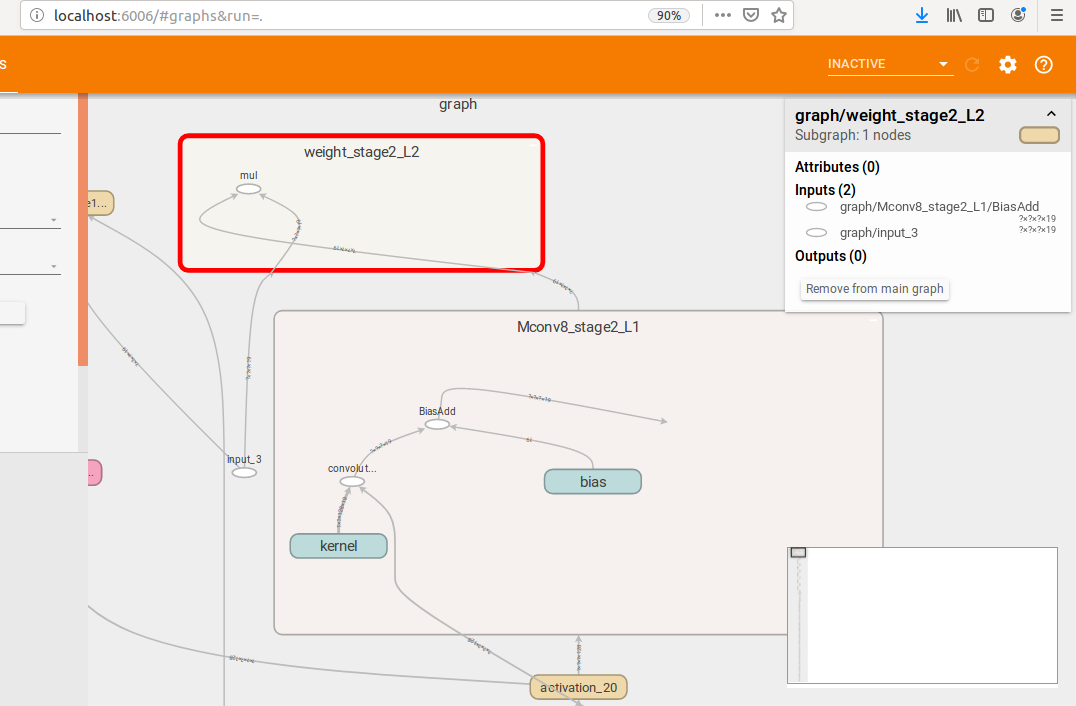 localhost:6006/#graphs&run=.
90%
S
INACTIVE
graph
graph/weight_stage2_L2
Subgraph: 1 nodes
Attributes (0)
Inputs (2)
graph/Mconv8_stage2_L1/BiasAdd
?×?×?×19
graph/input_3
?×?×?×19
Outputs (0)
Remove from main graph
weight_stage2_L2
mul
e1...
Mconv8_stage2_L1
BiasAdd
input_3
convolut...
bias
kernel
activation_20